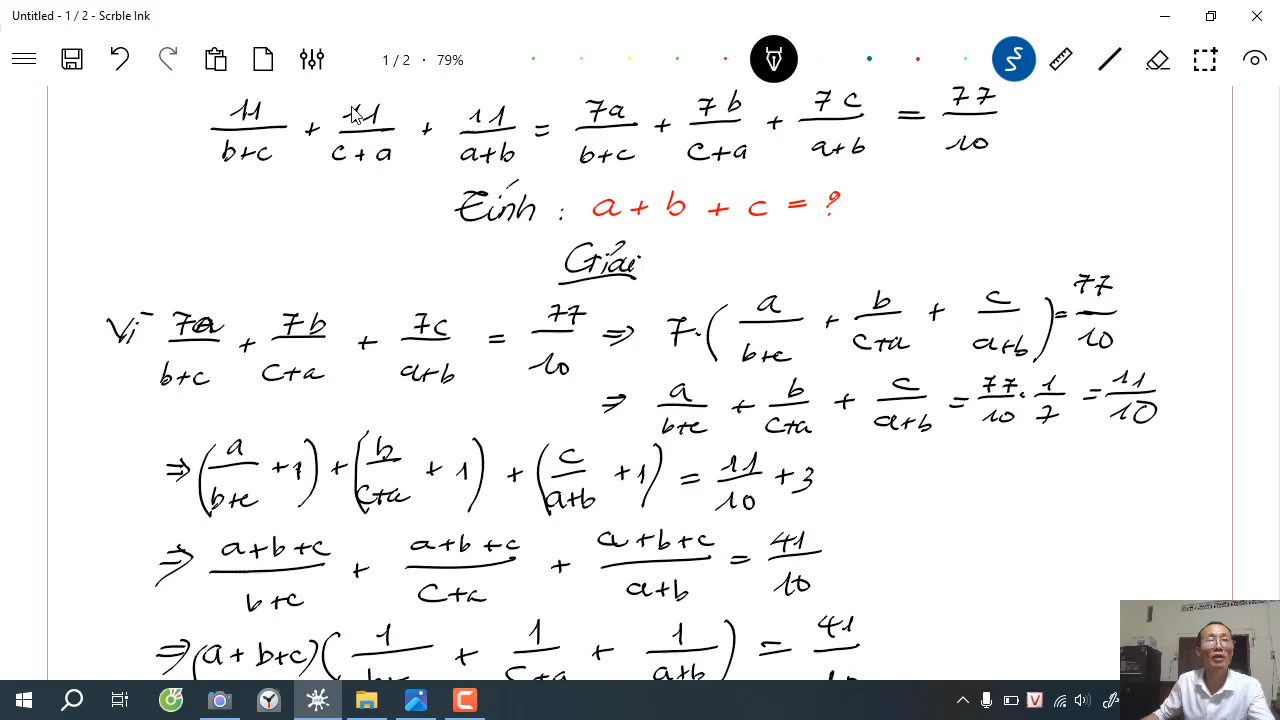 Untitled - 1 / 2 - Scrble Ink
1 / 2 • 79%
11/(b+c) + 11/(c+a) + 11/(a+b) = 7a/(b+c) + 7b/(c+a) + 7c/(a+b) = 77/10
Tính : a + b + c = ?
Giải
Vì 7a/(b+c) + 7b/(c+a) + 7c/(a+b) = 77/10 ⇒ 7·(a/(b+c) + b/(c+a) + c/(a+b)) = 77/10
⇒ a/(b+c) + b/(c+a) + c/(a+b) = 77/10 · 1/7 = 11/10
⇒ (a/(b+c) + 1) + (b/(c+a) + 1) + (c/(a+b) + 1) = 11/10 + 3
⇒ (a+b+c)/(b+c) + (a+b+c)/(c+a) + (a+b+c)/(a+b) = 41/10
⇒ (a+b+c)(1/(b+c) + 1/(c+a) + 1/(a+b)) = 41/10
V